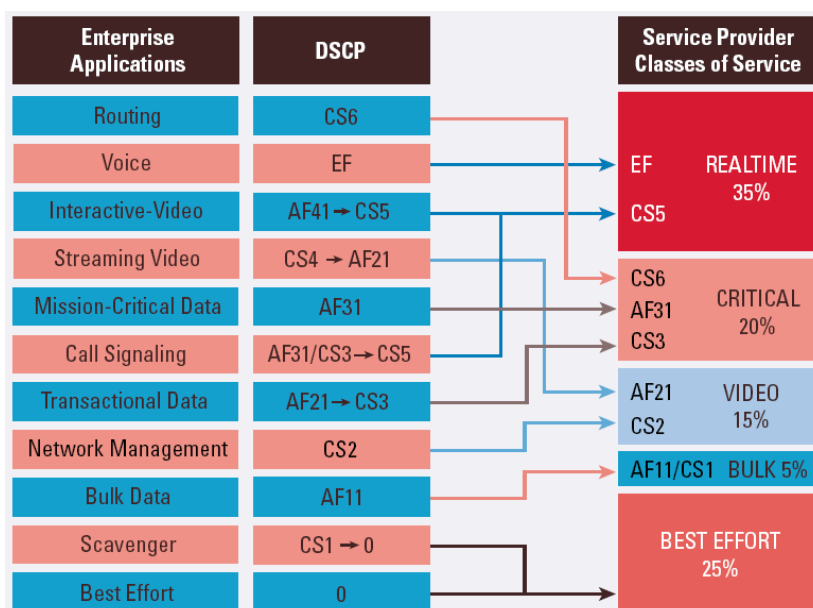 Enterprise
Applications
DSCP
Service Provider
Classes of Service
Routing
CS6
Voice
EF
Interactive-Video
AF41 → CS5
Streaming Video
CS4 → AF21
Mission-Critical Data
AF31
Call Signaling
AF31/CS3 → CS5
Transactional Data
AF21 → CS3
Network Management
CS2
Bulk Data
AF11
Scavenger
CS1 → 0
Best Effort
0
EF
REALTIME
35%
CS5
CS6
AF31
CS3
CRITICAL
20%
AF21
CS2
VIDEO
15%
AF11/CS1 BULK 5%
BEST EFFORT
25%